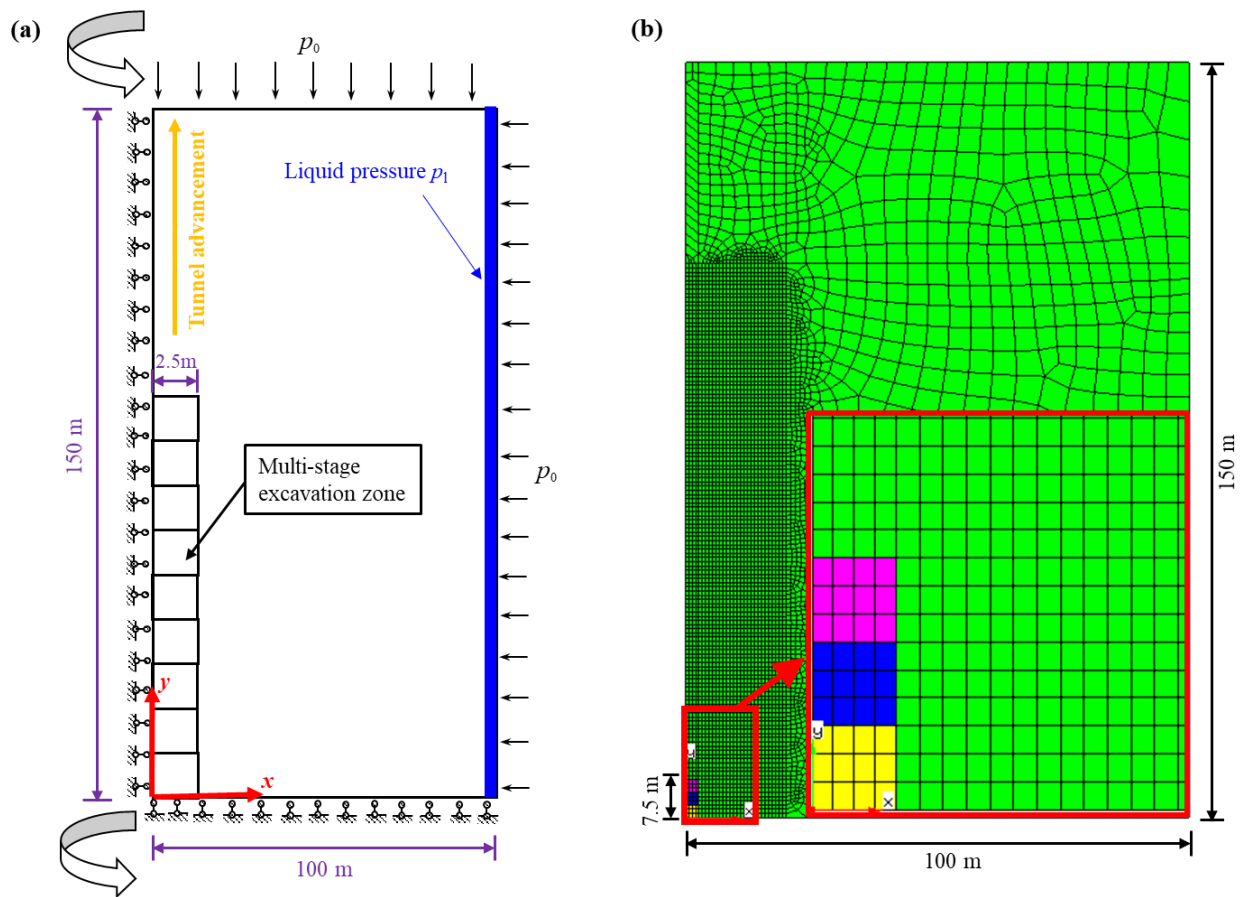 (a)
p₀
Liquid pressure p₁
Tunnel advancement
2.5m
150 m
Multi-stage
excavation zone
p₀
y
x
100 m
(b)
150 m
y
x
y
x
7.5 m
100 m